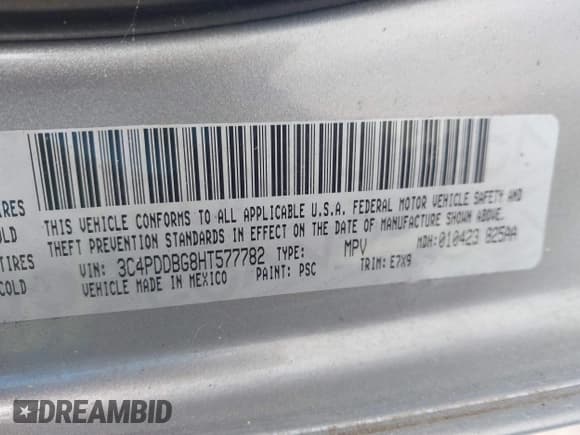 IRES
OLD
TIRES
COLD
THIS VEHICLE CONFORMS TO ALL APPLICABLE U.S.A. FEDERAL MOTOR VEHICLE SAFETY AND
THEFT PREVENTION STANDARDS IN EFFECT ON THE DATE OF MANUFACTURE SHOWN ABOVE.
VIN: 3C4PDDBG8HT577782 TYPE: MPV MDH:010423 B25AA
VEHICLE MADE IN MEXICO PAINT: PSC TRIM: E7X9
DREAMBID